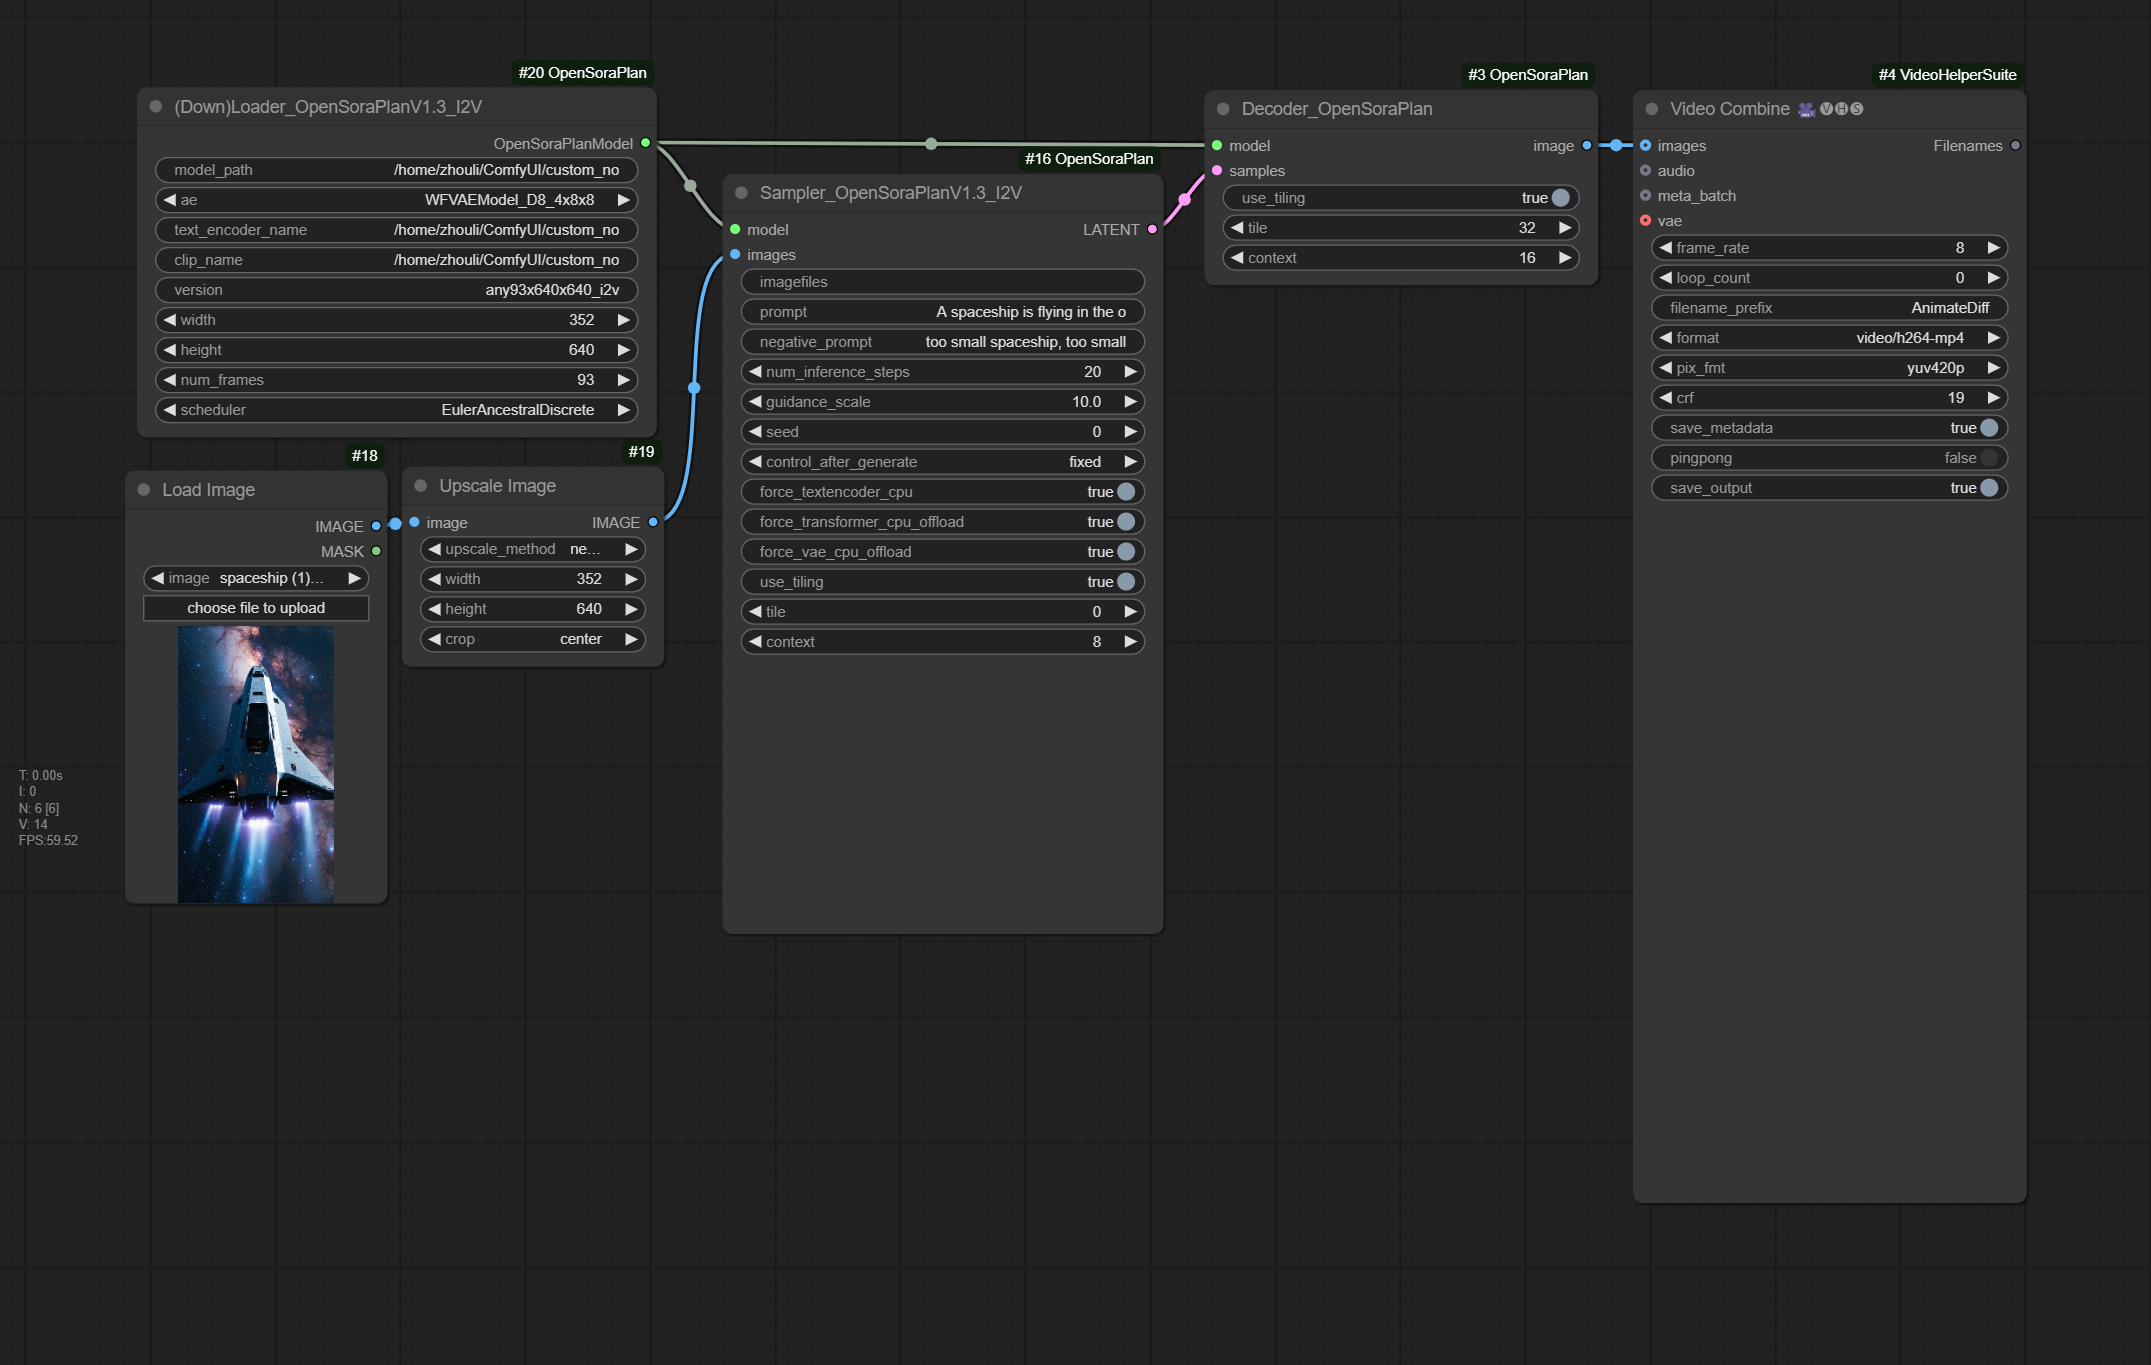 #20 OpenSoraPlan
(Down)Loader_OpenSoraPlanV1.3_I2V
OpenSoraPlanModel
model_path /home/zhouli/ComfyUI/custom_no
ae WFVAEModel_D8_4x8x8
text_encoder_name /home/zhouli/ComfyUI/custom_no
clip_name /home/zhouli/ComfyUI/custom_no
version any93x640x640_i2v
width 352
height 640
num_frames 93
scheduler EulerAncestralDiscrete
#18
Load Image
IMAGE
MASK
image spaceship (1)...
choose file to upload
#19
Upscale Image
image IMAGE
upscale_method ne...
width 352
height 640
crop center
#16 OpenSoraPlan
Sampler_OpenSoraPlanV1.3_I2V
model LATENT
images
imagefiles
prompt A spaceship is flying in the o
negative_prompt too small spaceship, too small
num_inference_steps 20
guidance_scale 10.0
seed 0
control_after_generate fixed
force_textencoder_cpu true
force_transformer_cpu_offload true
force_vae_cpu_offload true
use_tiling true
tile 0
context 8
#3 OpenSoraPlan
Decoder_OpenSoraPlan
model image
samples
use_tiling true
tile 32
context 16
#4 VideoHelperSuite
Video Combine 🎥🅥🅗🅢
images Filenames
audio
meta_batch
vae
frame_rate 8
loop_count 0
filename_prefix AnimateDiff
format video/h264-mp4
pix_fmt yuv420p
crf 19
save_metadata true
pingpong false
save_output true
T: 0.00s
I: 0
N: 6 [6]
V: 14
FPS:59.52